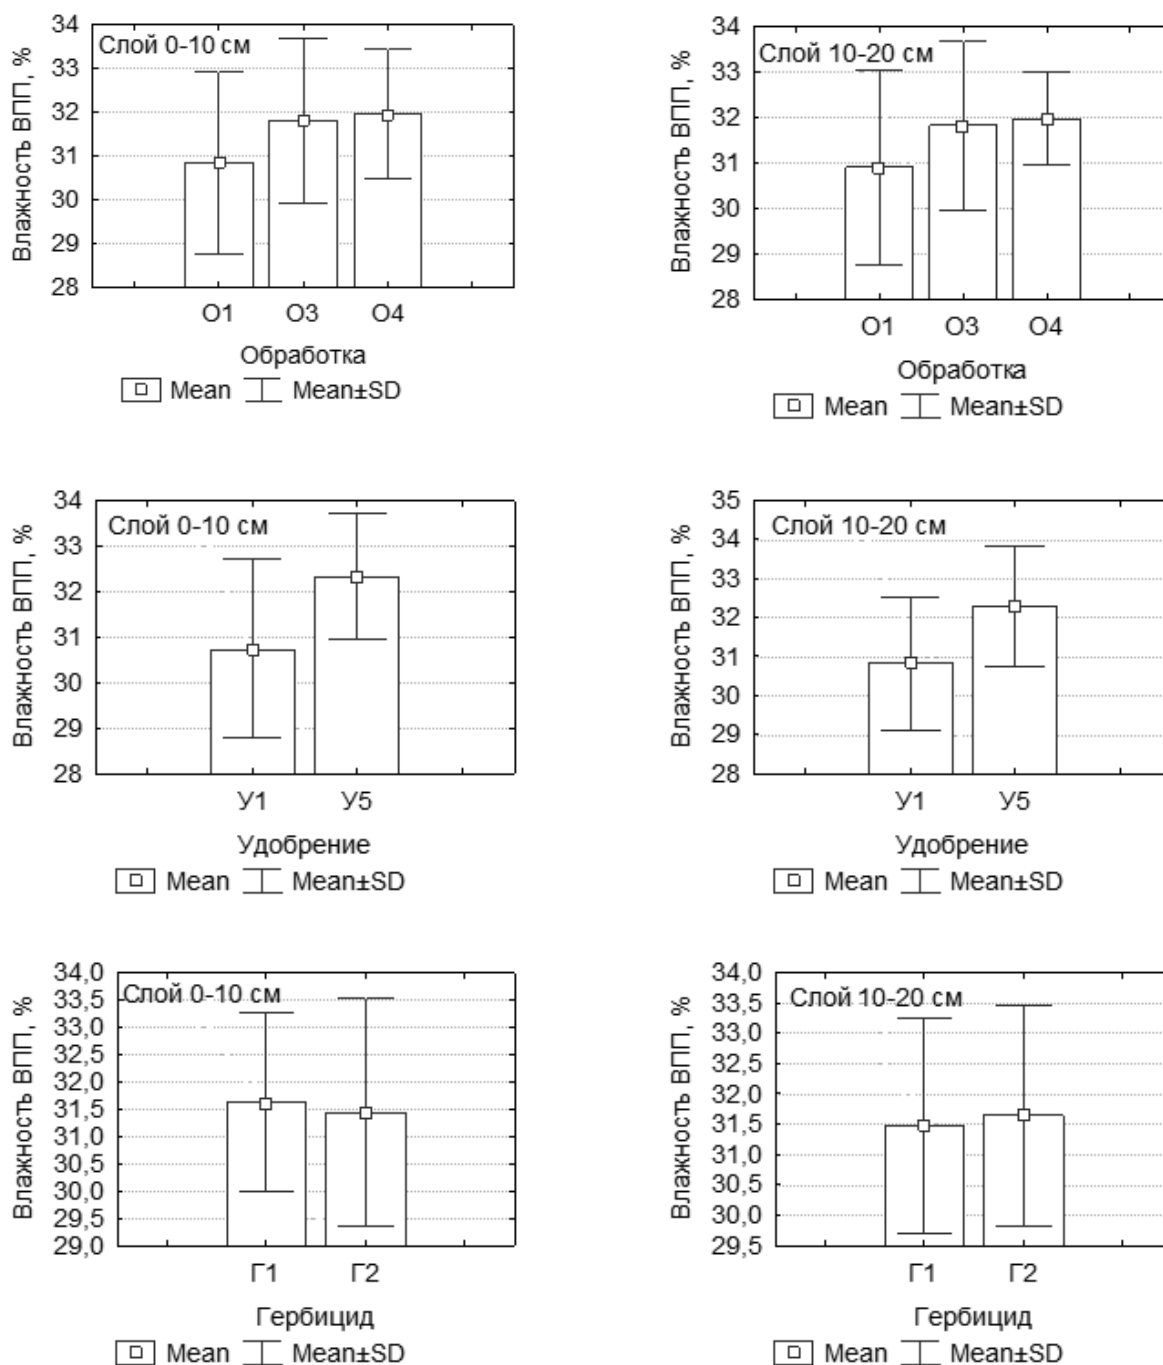 Слой 0-10 см
Влажность ВПП, %
34
33
32
31
30
29
28
О1 О3 О4
Обработка
Mean Mean±SD
Слой 10-20 см
Влажность ВПП, %
34
33
32
31
30
29
28
О1 О3 О4
Обработка
Mean Mean±SD
Слой 0-10 см
Влажность ВПП, %
34
33
32
31
30
29
28
У1 У5
Удобрение
Mean Mean±SD
Слой 10-20 см
Влажность ВПП, %
35
34
33
32
31
30
29
28
У1 У5
Удобрение
Mean Mean±SD
Слой 0-10 см
Влажность ВПП, %
34,0
33,5
33,0
32,5
32,0
31,5
31,0
30,5
30,0
29,5
29,0
Г1 Г2
Гербицид
Mean Mean±SD
Слой 10-20 см
Влажность ВПП, %
34,0
33,5
33,0
32,5
32,0
31,5
31,0
30,5
30,0
29,5
Г1 Г2
Гербицид
Mean Mean±SD